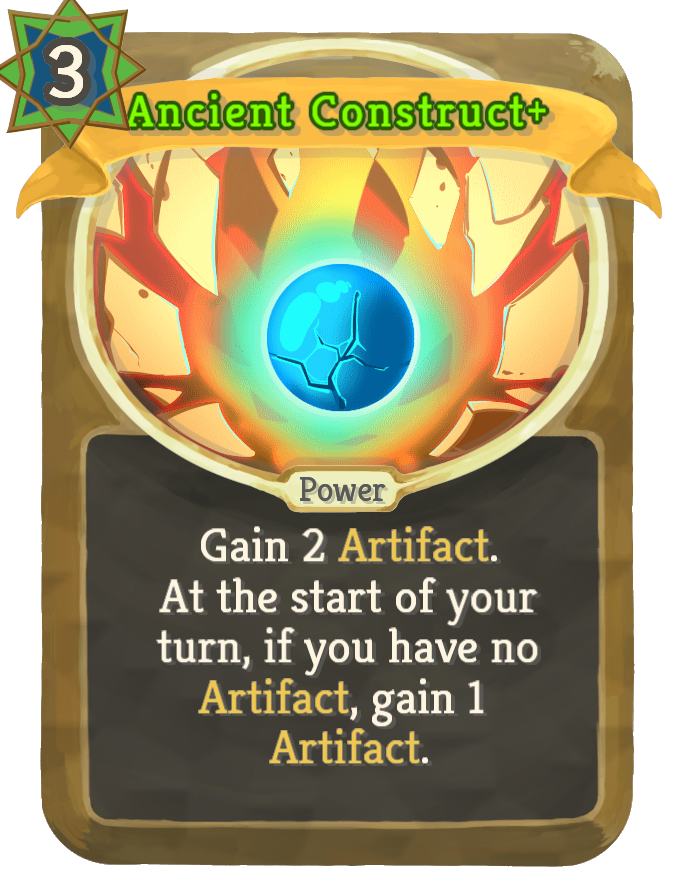 3
Ancient Construct+
Power
Gain 2 Artifact.
At the start of your
turn, if you have no
Artifact, gain 1
Artifact.